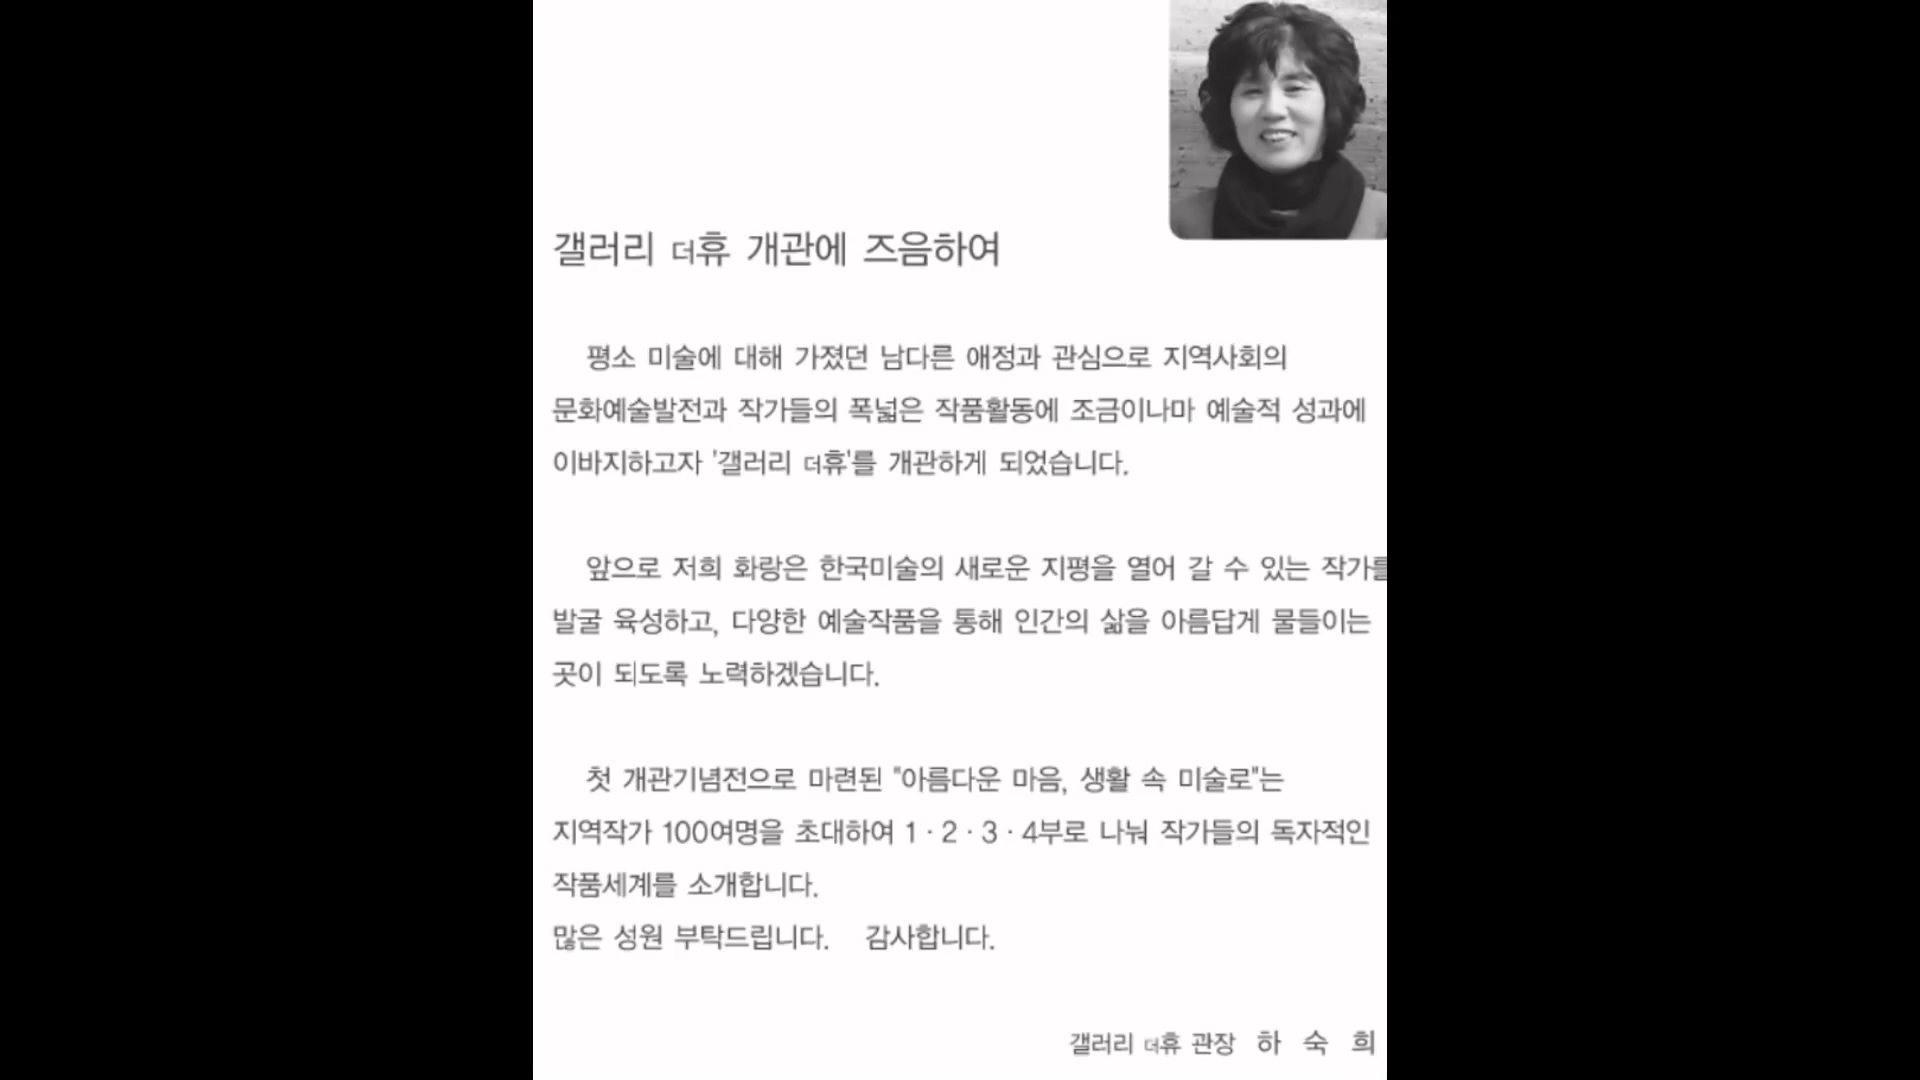 갤러리 더휴 개관에 즈음하여
평소 미술에 대해 가졌던 남다른 애정과 관심으로 지역사회의
문화예술발전과 작가들의 폭넓은 작품활동에 조금이나마 예술적 성과에
이바지하고자 '갤러리 더휴'를 개관하게 되었습니다.
앞으로 저희 화랑은 한국미술의 새로운 지평을 열어 갈 수 있는 작가를
발굴 육성하고, 다양한 예술작품을 통해 인간의 삶을 아름답게 물들이는
곳이 되도록 노력하겠습니다.
첫 개관기념전으로 마련된 "아름다운 마음, 생활 속 미술로"는
지역작가 100여명을 초대하여 1 · 2 · 3 · 4부로 나눠 작가들의 독자적인
작품세계를 소개합니다.
많은 성원 부탁드립니다. 감사합니다.
갤러리 더휴 관장 하 숙 희